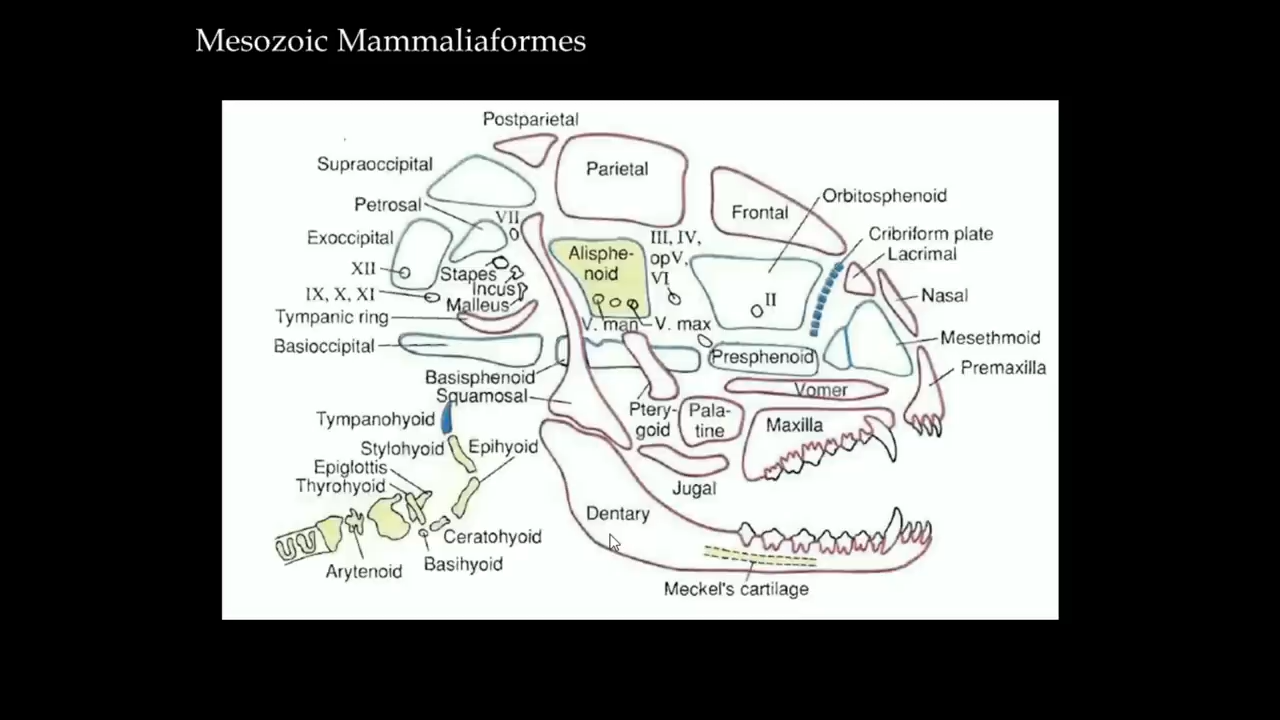 Mesozoic Mammaliaformes
Postparietal
Supraoccipital
Parietal
Petrosal
Orbitosphenoid
Frontal
VII
Exoccipital
III, IV,
opV,
VI
Cribriform plate
Lacrimal
Alisphe-
noid
XII
Stapes
Incus
IX, X, XI
Malleus
II
Nasal
Tympanic ring
V. man
V. max
Mesethmoid
Basioccipital
Presphenoid
Premaxilla
Basisphenoid
Squamosal
Vomer
Ptery-
goid
Pala-
tine
Maxilla
Tympanohyoid
Stylohyoid
Epihyoid
Epiglottis
Thyrohyoid
Jugal
Dentary
Ceratohyoid
Basihyoid
Arytenoid
Meckel's cartilage